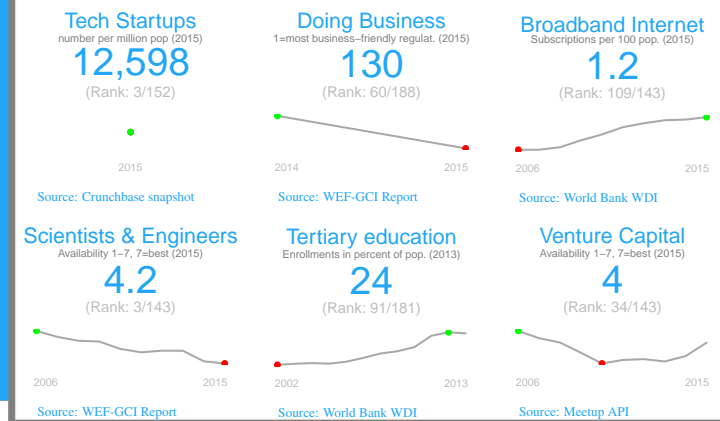 Tech Startups
number per million pop (2015)
12,598
(Rank: 3/152)
2015
Source: Crunchbase snapshot
Doing Business
1=most business−friendly regulat. (2015)
130
(Rank: 60/188)
2014 2015
Source: WEF-GCI Report
Broadband Internet
Subscriptions per 100 pop. (2015)
1.2
(Rank: 109/143)
2006 2015
Source: World Bank WDI
Scientists & Engineers
Availability 1−7, 7=best (2015)
4.2
(Rank: 3/143)
2006 2015
Source: WEF-GCI Report
Tertiary education
Enrollments in percent of pop. (2013)
24
(Rank: 91/181)
2002 2013
Source: World Bank WDI
Venture Capital
Availability 1−7, 7=best (2015)
4
(Rank: 34/143)
2006 2015
Source: Meetup API